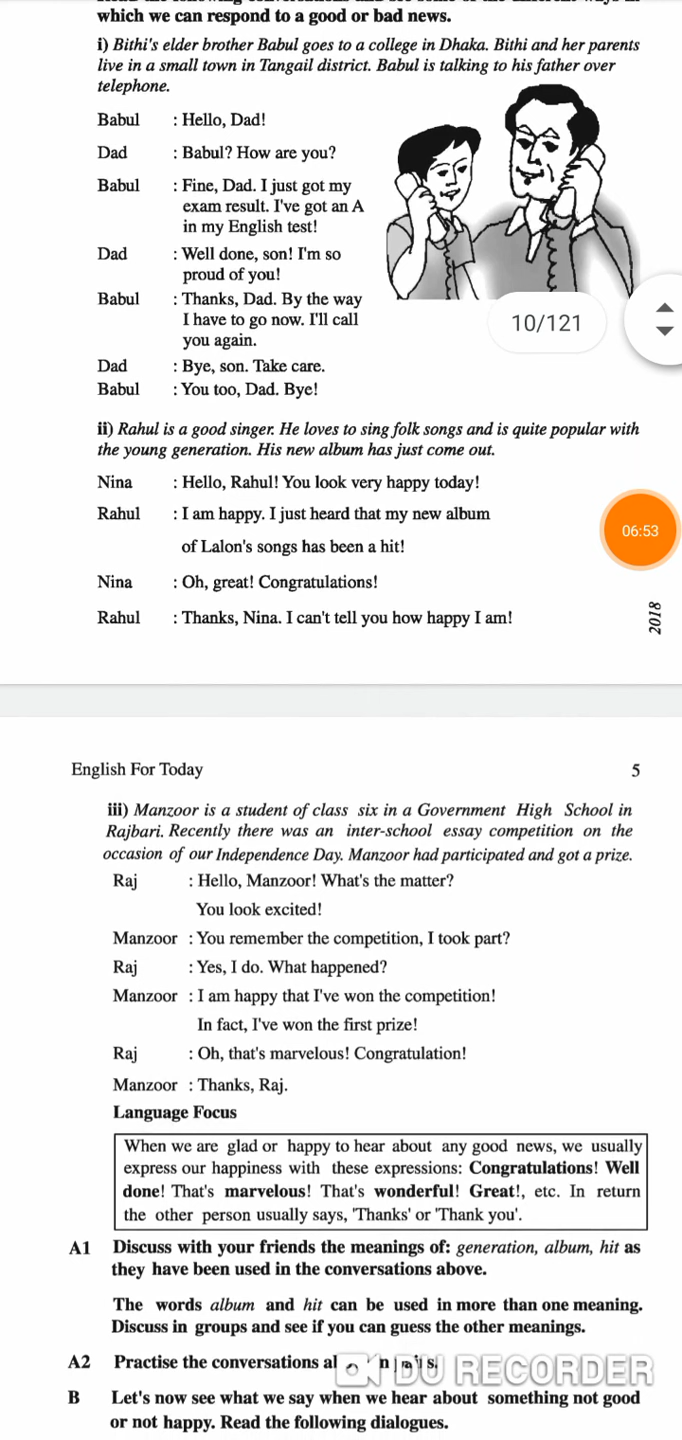 which we can respond to a good or bad news.
i) Bithi's elder brother Babul goes to a college in Dhaka. Bithi and her parents
live in a small town in Tangail district. Babul is talking to his father over
telephone.
Babul : Hello, Dad!
Dad : Babul? How are you?
Babul : Fine, Dad. I just got my
exam result. I've got an A
in my English test!
Dad : Well done, son! I'm so
proud of you!
Babul : Thanks, Dad. By the way
I have to go now. I'll call
you again.
10/121
Dad : Bye, son. Take care.
Babul : You too, Dad. Bye!
ii) Rahul is a good singer. He loves to sing folk songs and is quite popular with
the young generation. His new album has just come out.
Nina : Hello, Rahul! You look very happy today!
Rahul : I am happy. I just heard that my new album
06:53
of Lalon's songs has been a hit!
Nina : Oh, great! Congratulations!
Rahul : Thanks, Nina. I can't tell you how happy I am!
2018
English For Today 5
iii) Manzoor is a student of class six in a Government High School in
Rajbari. Recently there was an inter-school essay competition on the
occasion of our Independence Day. Manzoor had participated and got a prize.
Raj : Hello, Manzoor! What's the matter?
You look excited!
Manzoor : You remember the competition, I took part?
Raj : Yes, I do. What happened?
Manzoor : I am happy that I've won the competition!
In fact, I've won the first prize!
Raj : Oh, that's marvelous! Congratulation!
Manzoor : Thanks, Raj.
Language Focus
When we are glad or happy to hear about any good news, we usually
express our happiness with these expressions: Congratulations! Well
done! That's marvelous! That's wonderful! Great!, etc. In return
the other person usually says, 'Thanks' or 'Thank you'.
A1 Discuss with your friends the meanings of: generation, album, hit as
they have been used in the conversations above.
The words album and hit can be used in more than one meaning.
Discuss in groups and see if you can guess the other meanings.
A2 Practise the conversations
DU RECORDER
B Let's now see what we say when we hear about something not good
or not happy. Read the following dialogues.